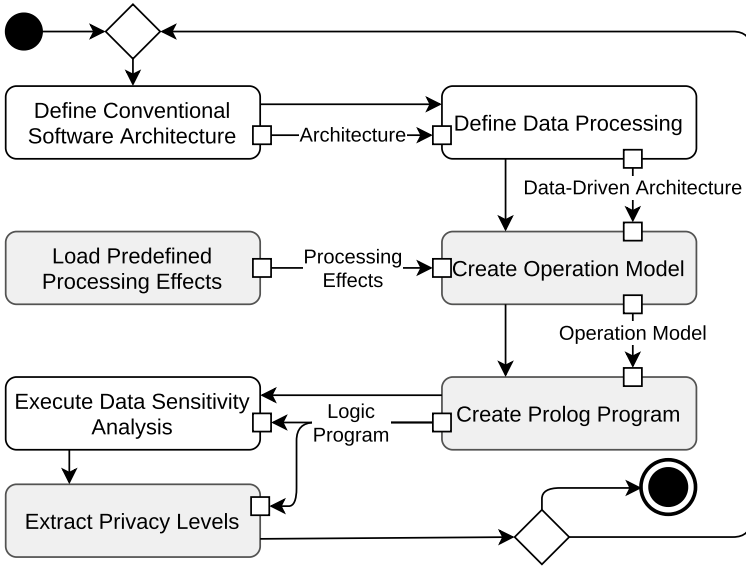 Define Conventional
Software Architecture
Architecture
Define Data Processing
Data-Driven Architecture
Load Predefined
Processing Effects
Processing
Effects
Create Operation Model
Operation Model
Execute Data Sensitivity
Analysis
Logic
Program
Create Prolog Program
Extract Privacy Levels